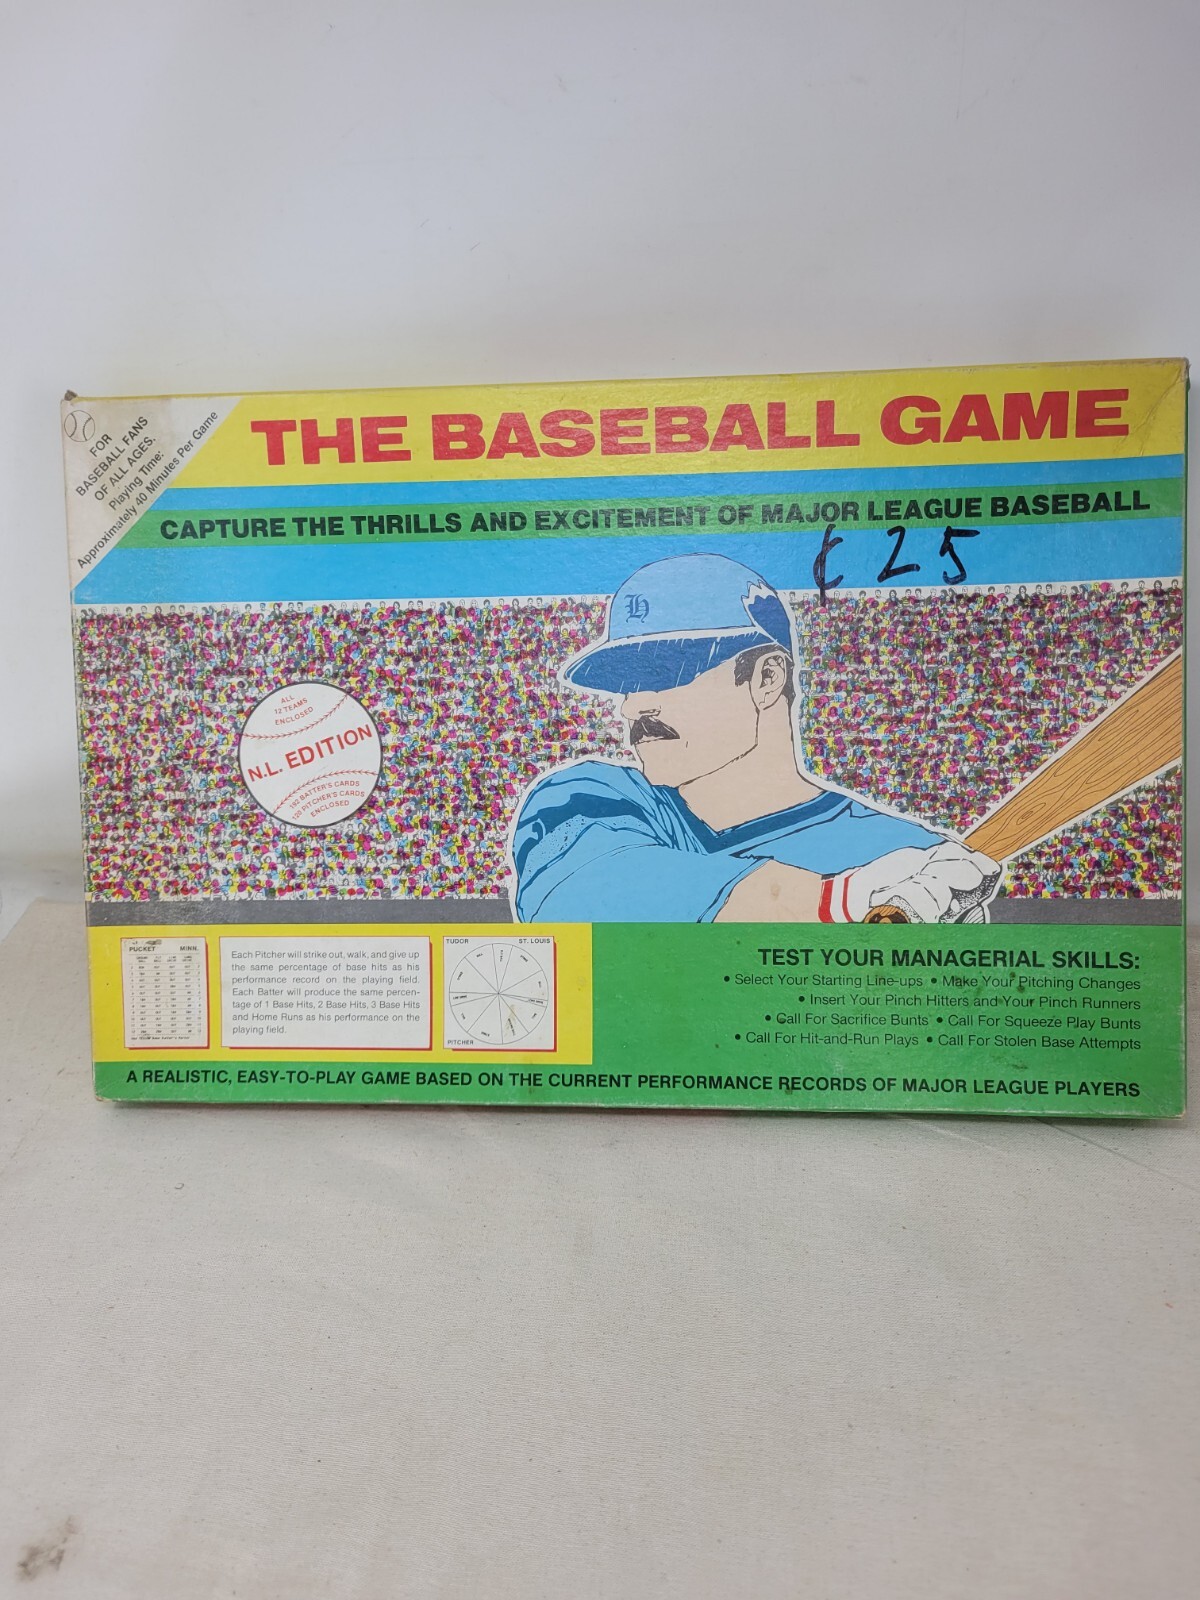 FOR
BASEBALL FANS
OF ALL AGES.
Playing Time:
Approximately 40 Minutes Per Game
THE BASEBALL GAME
CAPTURE THE THRILLS AND EXCITEMENT OF MAJOR LEAGUE BASEBALL
¢ 25
H
ALL
12 TEAMS
ENCLOSED
N.L. EDITION
192 BATTER'S CARDS
120 PITCHER'S CARDS
ENCLOSED
PUCKET MINN.
Each Pitcher will strike out, walk, and give up
the same percentage of base hits as his
performance record on the playing field.
Each Batter will produce the same percen-
tage of 1 Base Hits, 2 Base Hits, 3 Base Hits
and Home Runs as his performance on the
playing field.
TUDOR ST. LOUIS
PITCHER
TEST YOUR MANAGERIAL SKILLS:
• Select Your Starting Line-ups • Make Your Pitching Changes
• Insert Your Pinch Hitters and Your Pinch Runners
• Call For Sacrifice Bunts • Call For Squeeze Play Bunts
• Call For Hit-and-Run Plays • Call For Stolen Base Attempts
A REALISTIC, EASY-TO-PLAY GAME BASED ON THE CURRENT PERFORMANCE RECORDS OF MAJOR LEAGUE PLAYERS